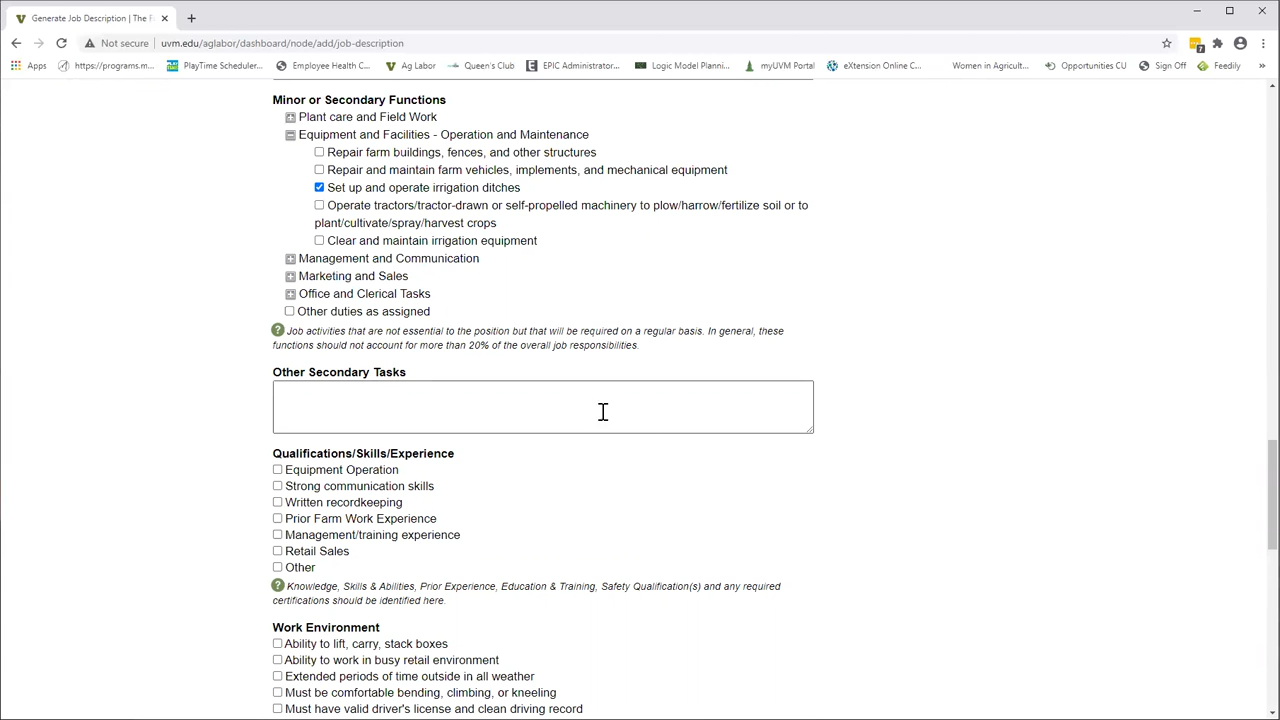 Generate Job Description | The F
Not secure
uvm.edu/aglabor/dashboard/node/add/job-description
7
Apps
https://programs.m...
PlayTime Scheduler...
Employee Health C...
Ag Labor
Queen's Club
EPIC Administrator...
Logic Model Planni...
myUVM Portal
eXtension Online C...
Women in Agricult...
Opportunities CU
Sign Off
Feedily
»
Minor or Secondary Functions
Plant care and Field Work
Equipment and Facilities - Operation and Maintenance
Repair farm buildings, fences, and other structures
Repair and maintain farm vehicles, implements, and mechanical equipment
Set up and operate irrigation ditches
Operate tractors/tractor-drawn or self-propelled machinery to plow/harrow/fertilize soil or to
plant/cultivate/spray/harvest crops
Clear and maintain irrigation equipment
Management and Communication
Marketing and Sales
Office and Clerical Tasks
Other duties as assigned
? Job activities that are not essential to the position but that will be required on a regular basis. In general, these
functions should not account for more than 20% of the overall job responsibilities.
Other Secondary Tasks
Qualifications/Skills/Experience
Equipment Operation
Strong communication skills
Written recordkeeping
Prior Farm Work Experience
Management/training experience
Retail Sales
Other
? Knowledge, Skills & Abilities, Prior Experience, Education & Training, Safety Qualification(s) and any required
certifications should be identified here.
Work Environment
Ability to lift, carry, stack boxes
Ability to work in busy retail environment
Extended periods of time outside in all weather
Must be comfortable bending, climbing, or kneeling
Must have valid driver's license and clean driving record